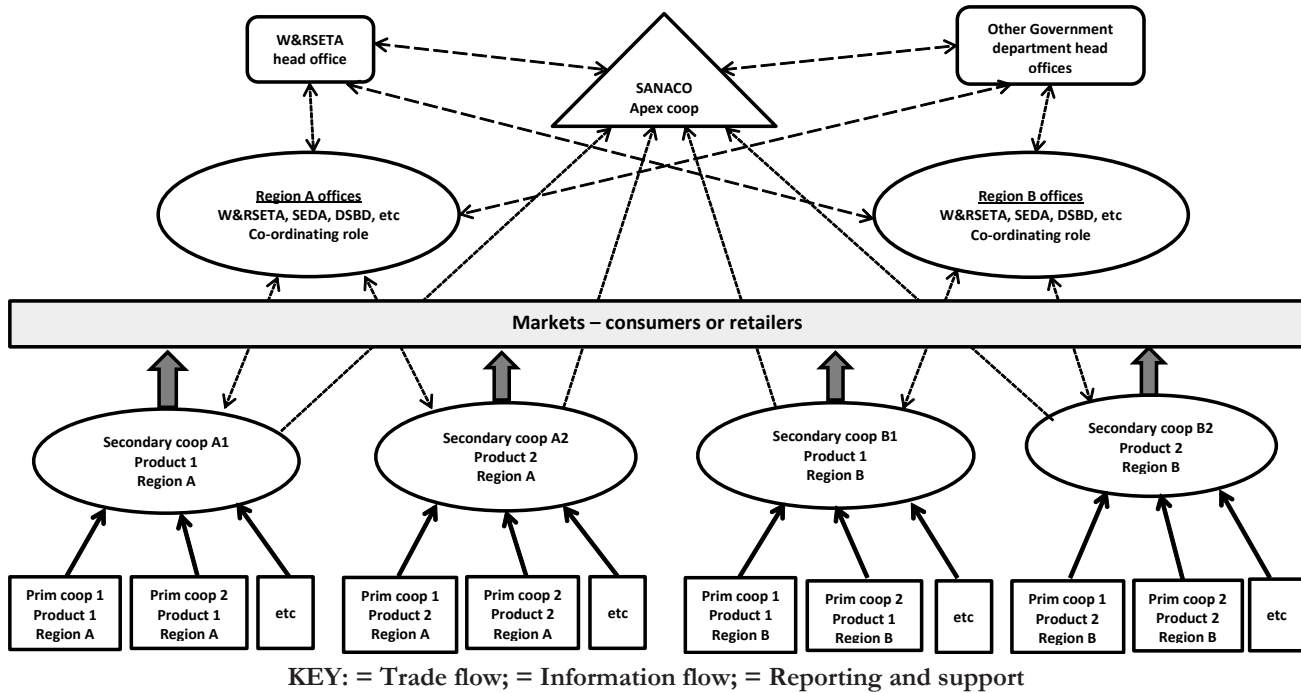 W&RSETA
head office
SANACO
Apex coop
Other Government
department head
offices
Region A offices
W&RSETA, SEDA, DSBD, etc
Co-ordinating role
Region B offices
W&RSETA, SEDA, DSBD, etc
Co-ordinating role
Markets – consumers or retailers
Secondary coop A1
Product 1
Region A
Secondary coop A2
Product 2
Region A
Secondary coop B1
Product 1
Region B
Secondary coop B2
Product 2
Region B
Prim coop 1
Product 1
Region A
Prim coop 2
Product 1
Region A
etc
Prim coop 1
Product 2
Region A
Prim coop 2
Product 2
Region A
etc
Prim coop 1
Product 1
Region B
Prim coop 2
Product 1
Region B
etc
Prim coop 1
Product 2
Region B
Prim coop 2
Product 2
Region B
etc
KEY: = Trade flow; = Information flow; = Reporting and support